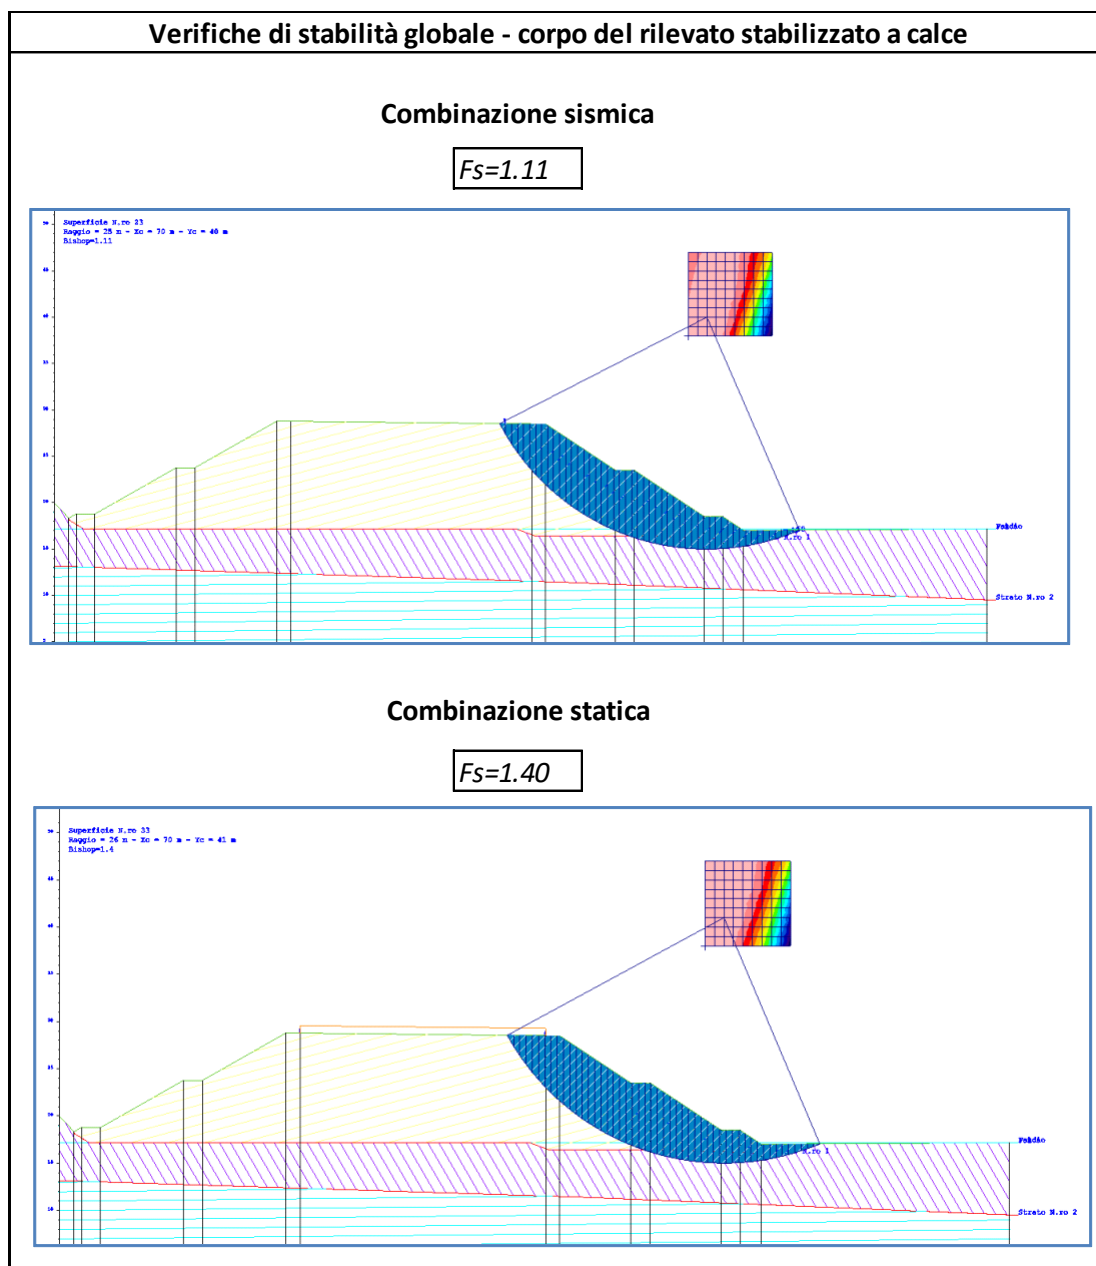 Verifiche di stabilità globale - corpo del rilevato stabilizzato a calce
Combinazione sismica
Fs=1.11
Superficie N.ro 23
Raggio = 25 m - Xc = 70 m - Yc = 40 m
Bishop=1.11
N.ro 1
Strato N.ro 2
Combinazione statica
Fs=1.40
Superficie N.ro 33
Raggio = 26 m - Xc = 70 m - Yc = 41 m
Bishop=1.4
N.ro 1
Strato N.ro 2